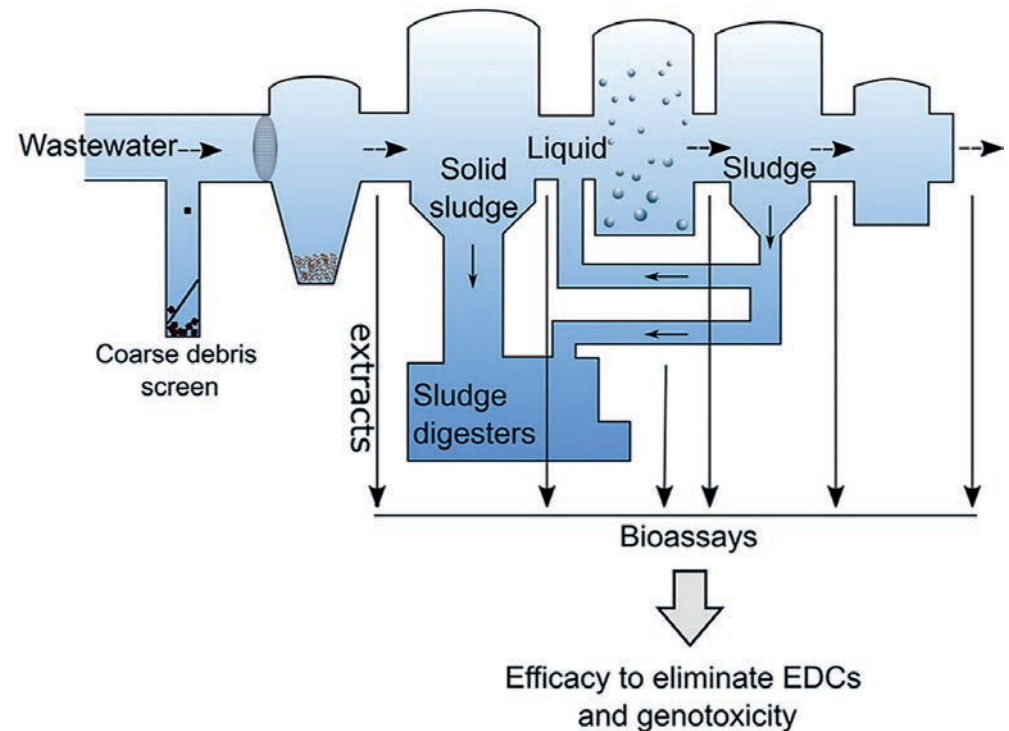 Wastewater
Liquid
Solid
sludge
Sludge
Coarse debris
screen
extracts
Sludge
digesters
Bioassays
Efficacy to eliminate EDCs
and genotoxicity